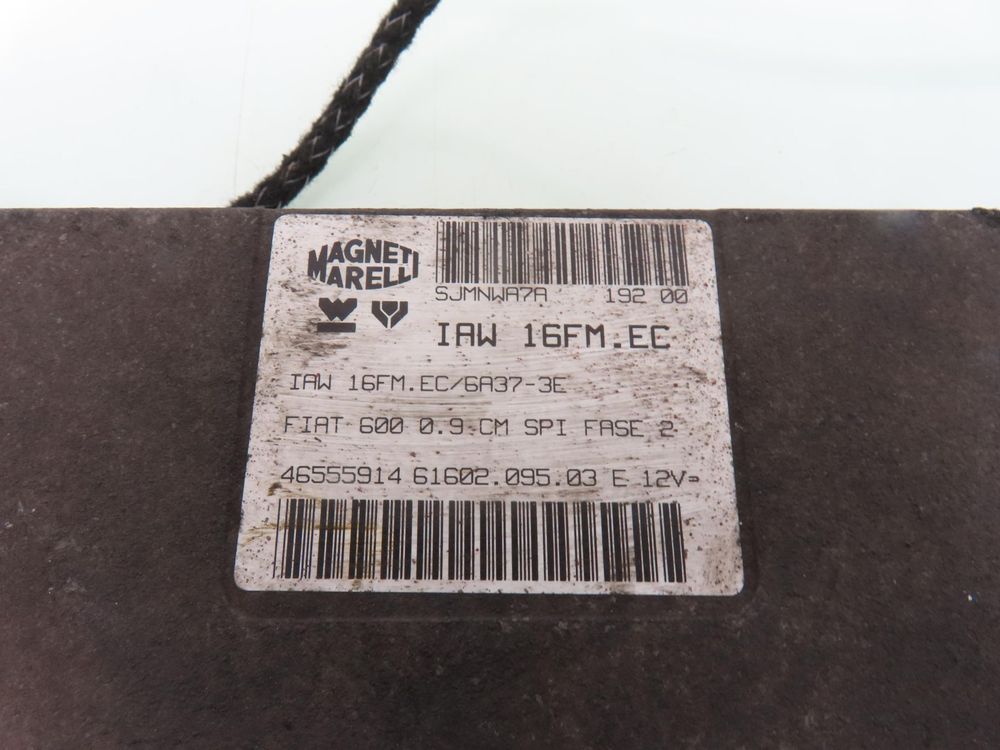 MAGNETI
MARELLI
SJMNWA7A 192 00
IAW 16FM.EC
IAW 16FM.EC/6A37-3E
FIAT 600 0.9 CM SPI FASE 2
46555914 61602.095.03 E 12V=